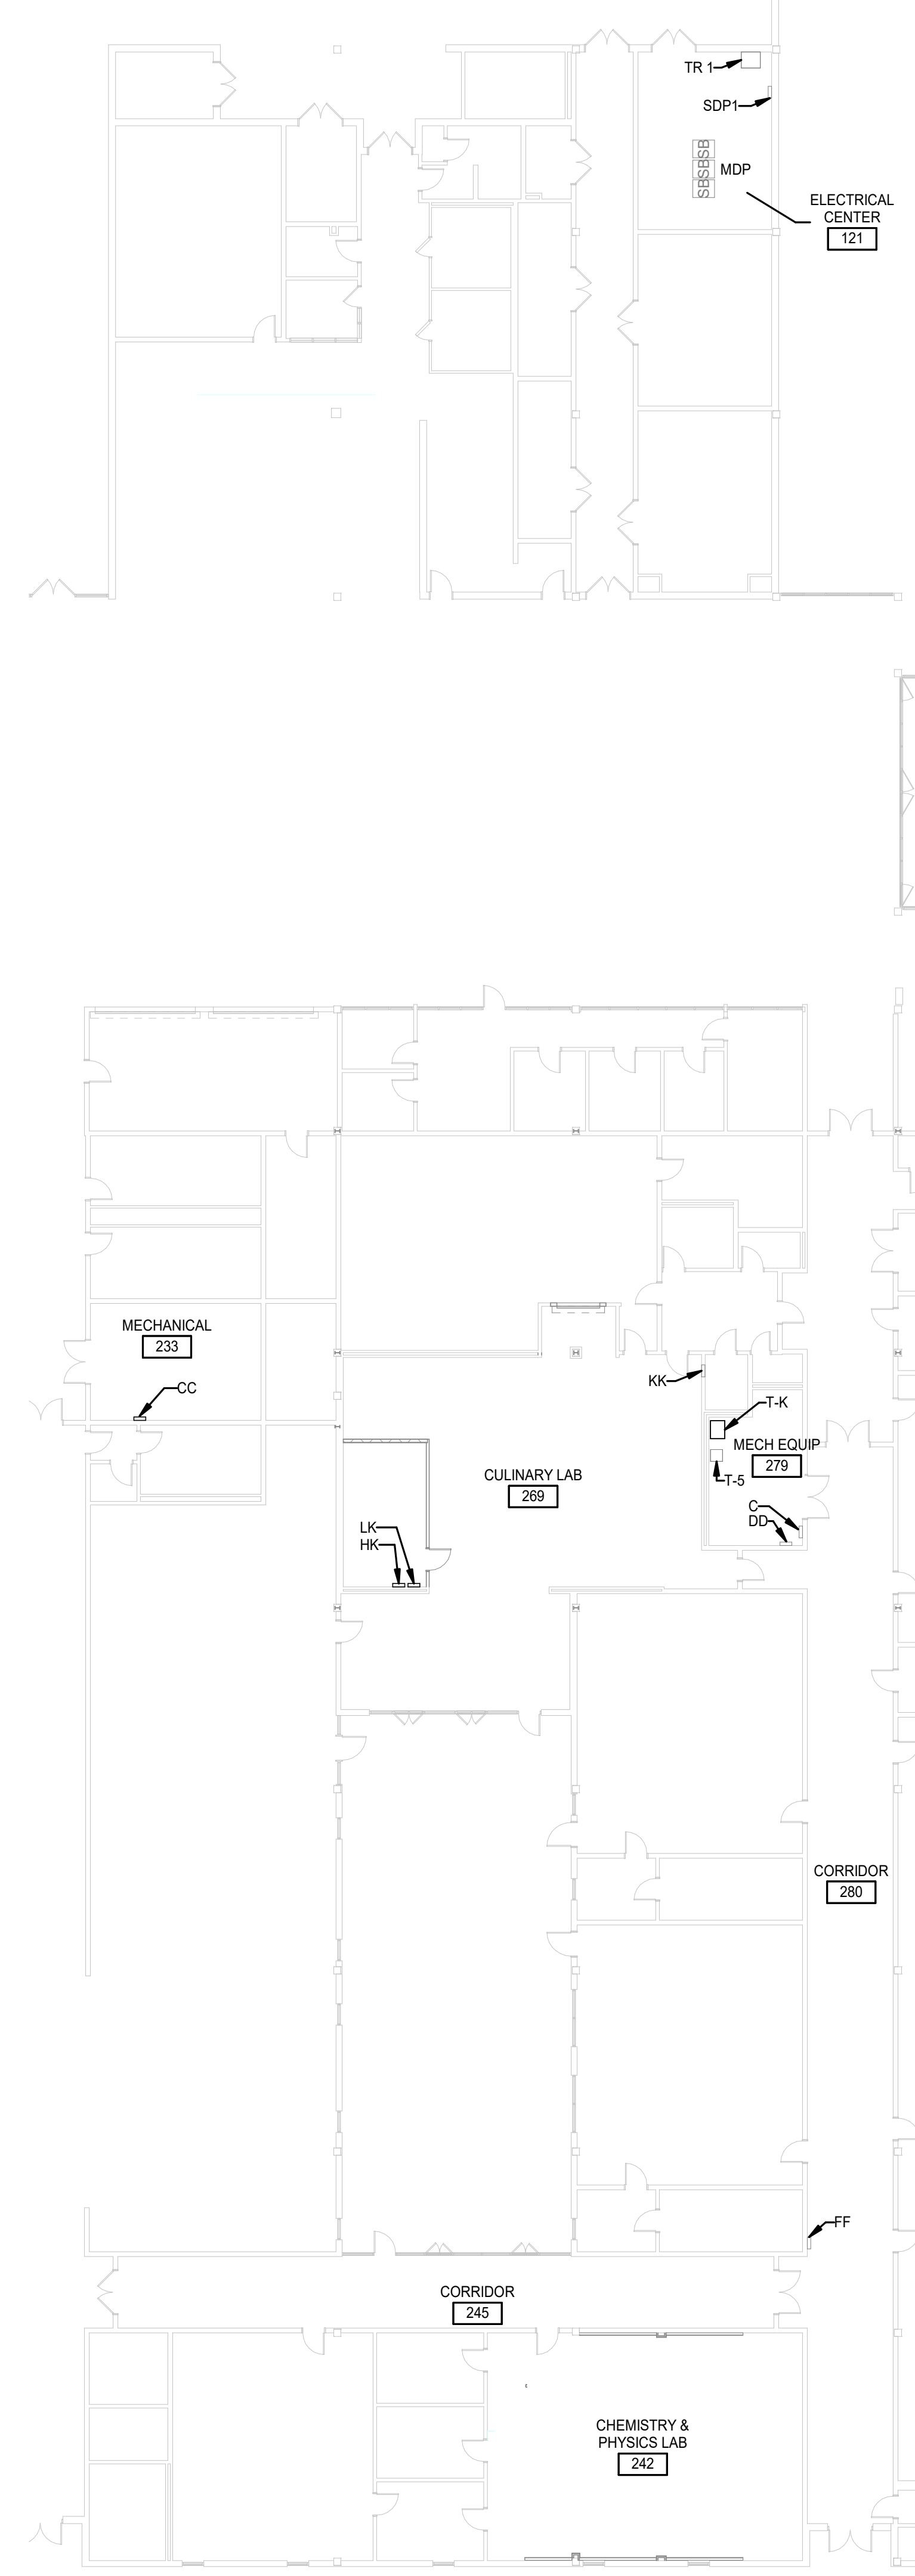 TR 1
SDP1
SB
SB
SB
MDP
ELECTRICAL
CENTER
121
MECHANICAL
233
CC
KK
T-K
MECH EQUIP
279
T-5
CULINARY LAB
269
C
DD
LK
HK
CORRIDOR
280
FF
CORRIDOR
245
CHEMISTRY &
PHYSICS LAB
242